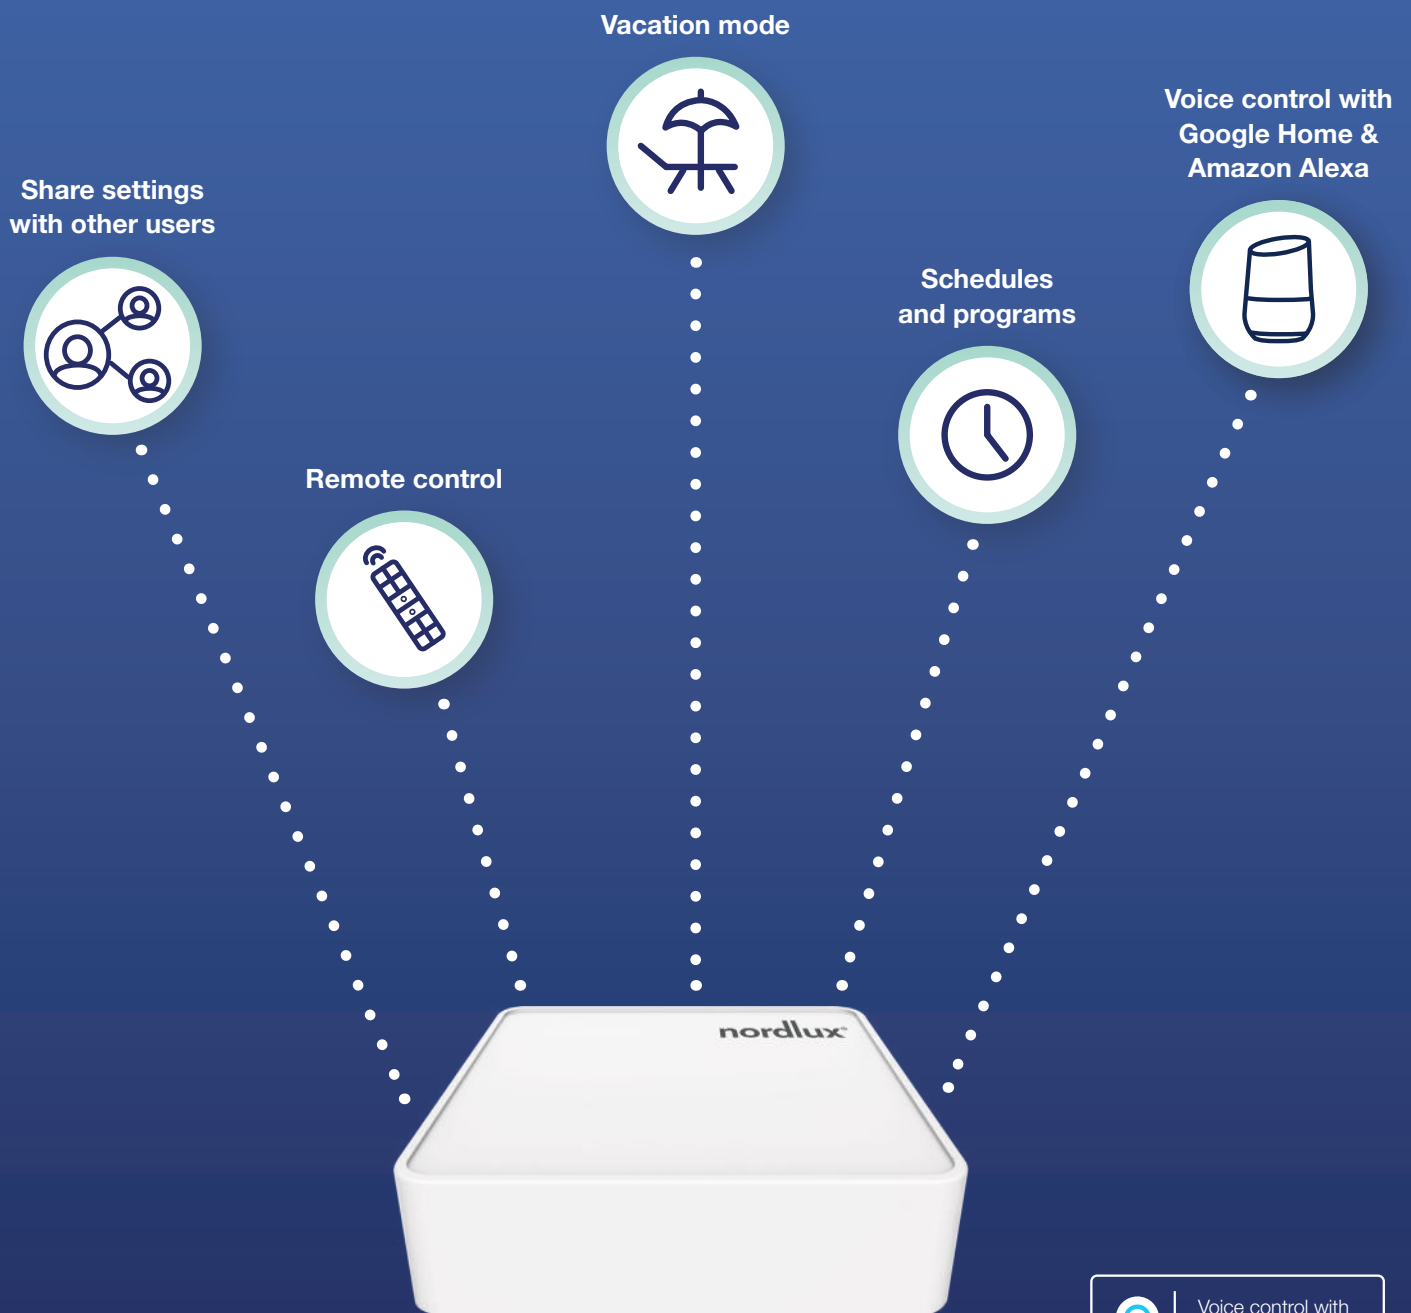 Vacation mode
Voice control with
Google Home &
Amazon Alexa
Share settings
with other users
Schedules
and programs
Remote control
nordlux®
Voice control with